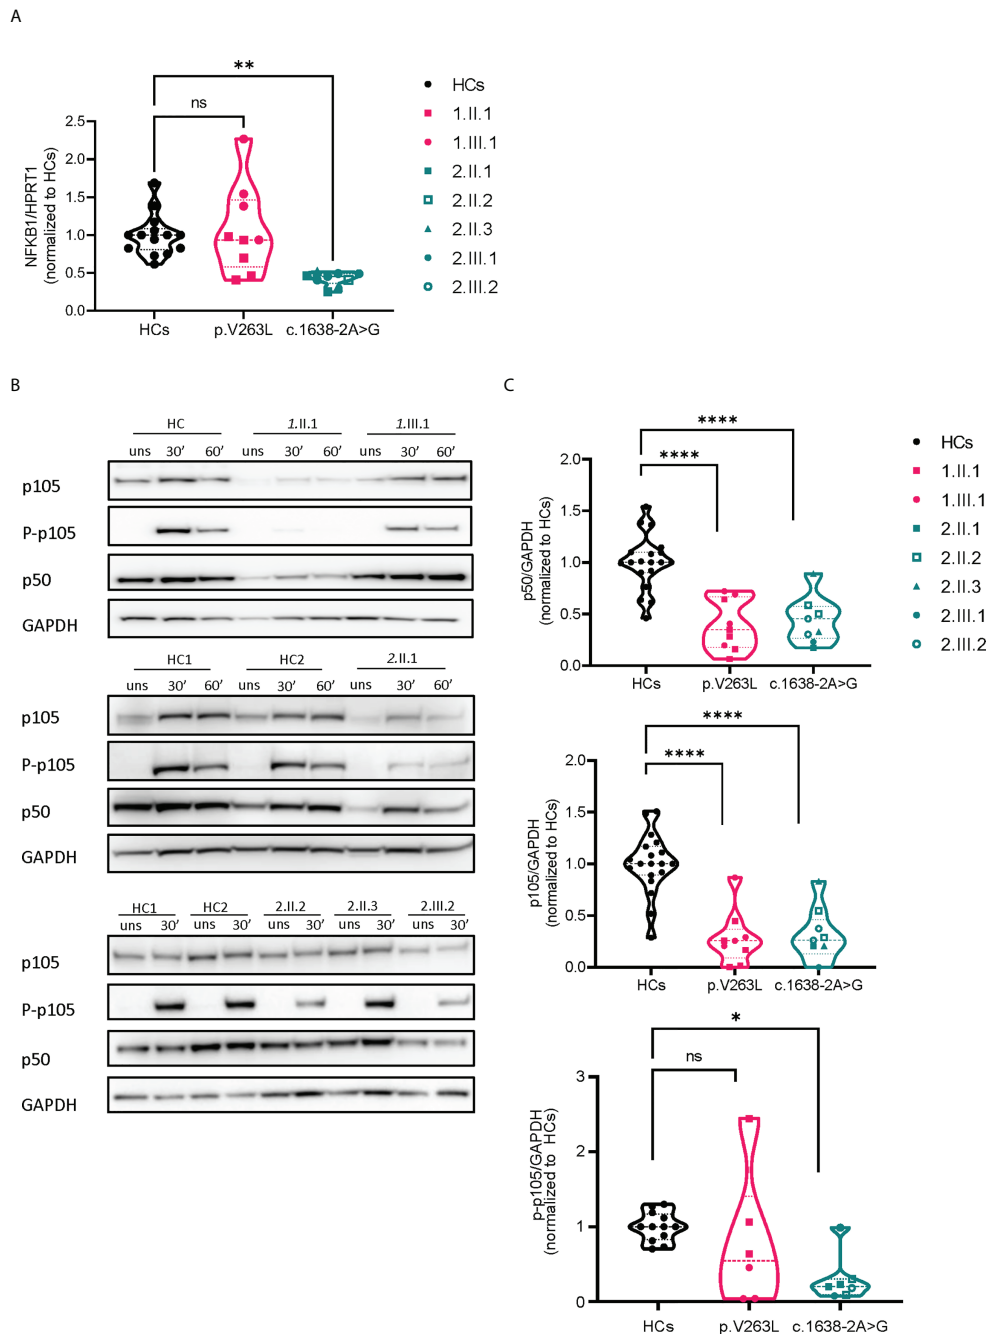 A
**
ns
NFKB1/HPRT1
(normalized to HCs)
2.5
2.0
1.5
1.0
0.5
0.0
HCs
p.V263L
c.1638-2A>G
HCs
1.II.1
1.III.1
2.II.1
2.II.2
2.II.3
2.III.1
2.III.2
B
HC 1.II.1 1.III.1
uns 30′ 60′ uns 30′ 60′ uns 30′ 60′
p105
P-p105
p50
GAPDH
HC1 HC2 2.II.1
uns 30′ 60′ uns 30′ 60′ uns 30′ 60′
p105
P-p105
p50
GAPDH
HC1 HC2 2.II.2 2.II.3 2.III.2
uns 30′ uns 30′ uns 30′ uns 30′ uns 30′
p105
P-p105
p50
GAPDH
C
****
****
p50/GAPDH
(normalized to HCs)
2.0
1.5
1.0
0.5
0.0
HCs
p.V263L
c.1638-2A>G
HCs
1.II.1
1.III.1
2.II.1
2.II.2
2.II.3
2.III.1
2.III.2
****
****
p105/GAPDH
(normalized to HCs)
2.0
1.5
1.0
0.5
0.0
HCs
p.V263L
c.1638-2A>G
*
ns
p-p105/GAPDH
(normalized to HCs)
3
2
1
0
HCs
p.V263L
c.1638-2A>G